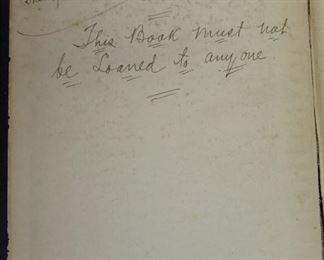 This Book must not
be Loaned to anyone